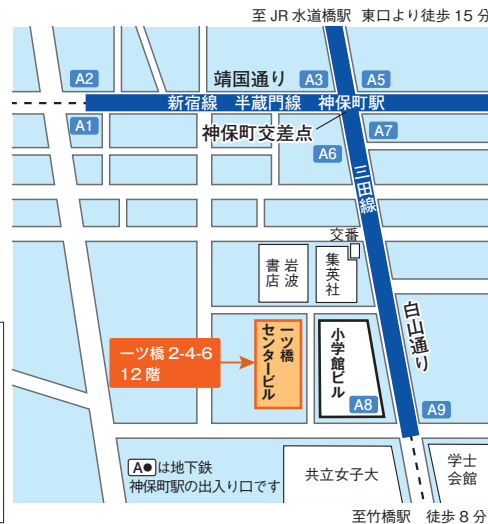 至 JR 水道橋駅 東口より徒歩 15 分
A2
靖国通り
A3
A5
新宿線 半蔵門線 神保町駅
A1
神保町交差点
A7
A6
三田線
交番
岩波
書店
集英社
白山通り
一ツ橋 2-4-6
12 階
一ツ橋
センタービル
小学館ビル
A8
A9
A●は地下鉄
神保町駅の出入り口です
共立女子大
学士
会館
至竹橋駅 徒歩 8 分